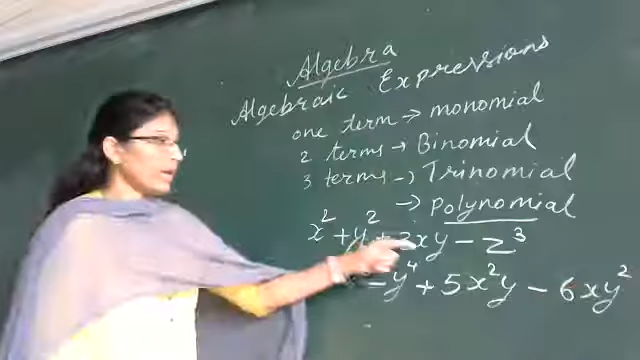 Algebra
Algebraic Expressions
one term → monomial
2 terms → Binomial
3 terms → Trinomial
→ Polynomial
x² + y² + 2xy - z³
- y⁴ + 5x²y - 6xy²